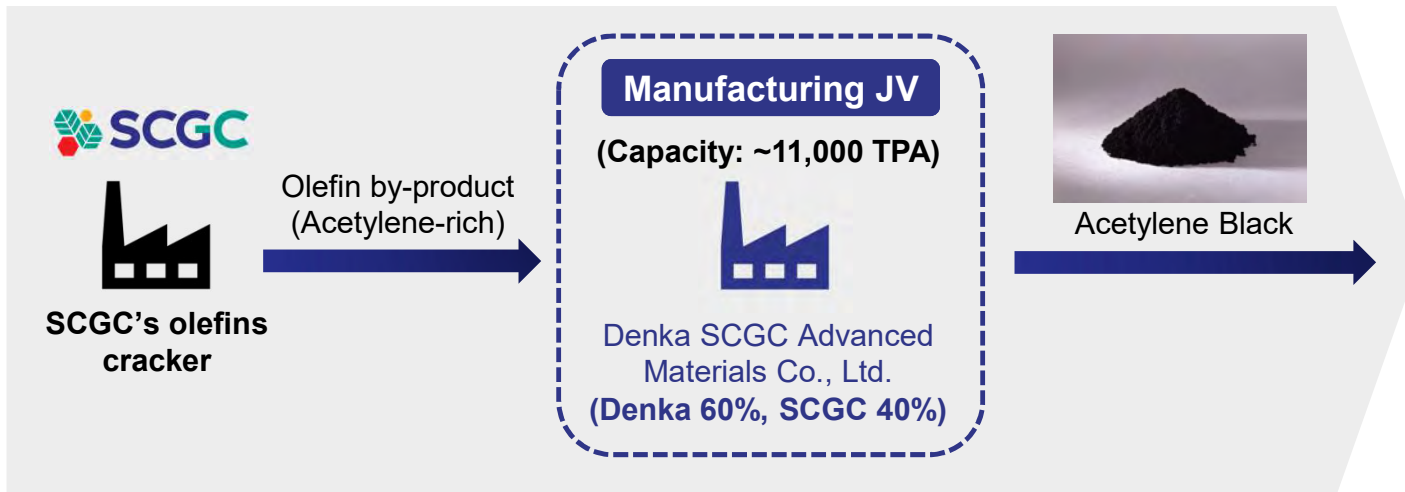 SCGC
SCGC's olefins
cracker
Olefin by-product
(Acetylene-rich)
Manufacturing JV
(Capacity: ~11,000 TPA)
Denka SCGC Advanced
Materials Co., Ltd.
(Denka 60%, SCGC 40%)
Acetylene Black